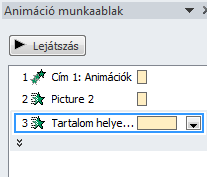 Animáció munkaablak
Lejátszás
1 Cím 1: Animációk
2 Picture 2
3 Tartalom helye...